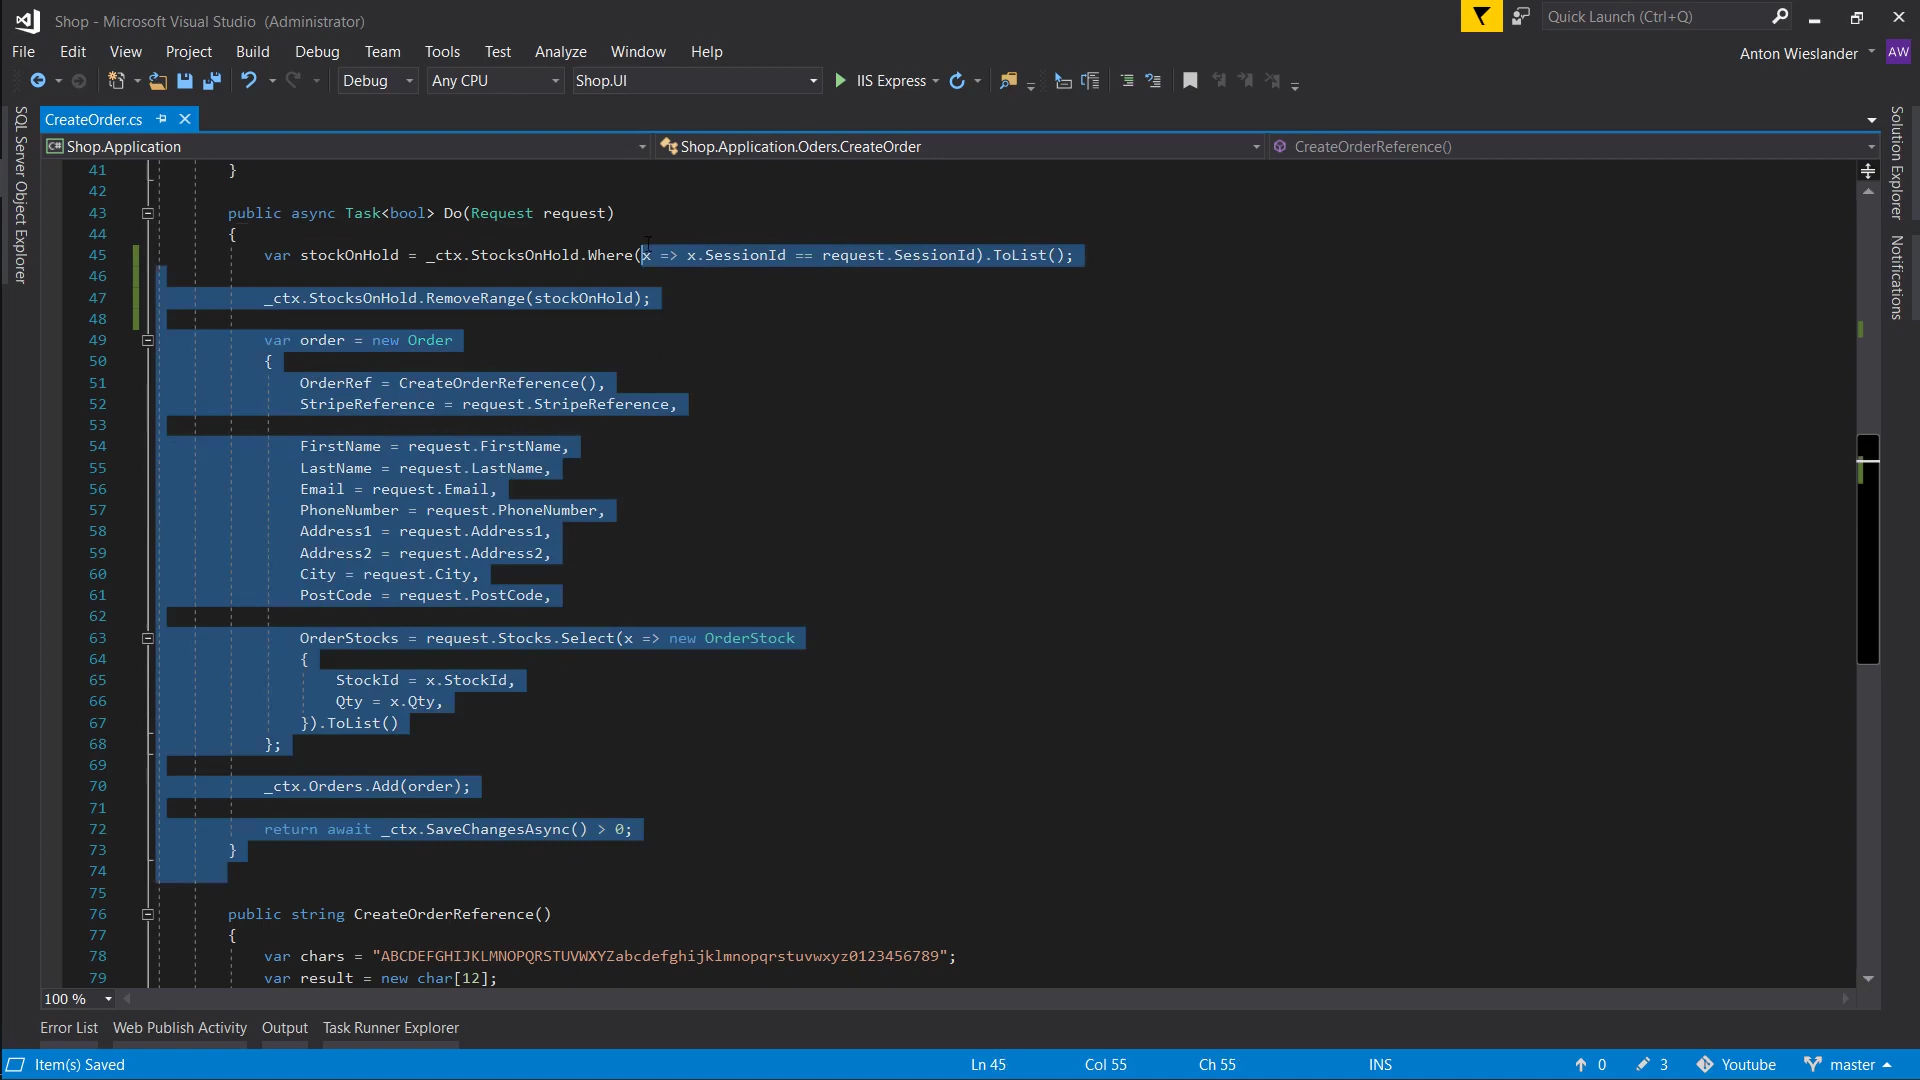 Shop - Microsoft Visual Studio (Administrator)
Quick Launch (Ctrl+Q)
File Edit View Project Build Debug Team Tools Test Analyze Window Help
Anton Wieslander AW
Debug Any CPU Shop.UI IIS Express
SQL Server Object Explorer
CreateOrder.cs
Solution Explorer
Notifications
C# Shop.Application Shop.Application.Oders.CreateOrder CreateOrderReference()
41 }
42
43 public async Task<bool> Do(Request request)
44 {
45 var stockOnHold = _ctx.StocksOnHold.Where(x => x.SessionId == request.SessionId).ToList();
46
47 _ctx.StocksOnHold.RemoveRange(stockOnHold);
48
49 var order = new Order
50 {
51 OrderRef = CreateOrderReference(),
52 StripeReference = request.StripeReference,
53
54 FirstName = request.FirstName,
55 LastName = request.LastName,
56 Email = request.Email,
57 PhoneNumber = request.PhoneNumber,
58 Address1 = request.Address1,
59 Address2 = request.Address2,
60 City = request.City,
61 PostCode = request.PostCode,
62
63 OrderStocks = request.Stocks.Select(x => new OrderStock
64 {
65 StockId = x.StockId,
66 Qty = x.Qty,
67 }).ToList()
68 };
69
70 _ctx.Orders.Add(order);
71
72 return await _ctx.SaveChangesAsync() > 0;
73 }
74
75
76 public string CreateOrderReference()
77 {
78 var chars = "ABCDEFGHIJKLMNOPQRSTUVWXYZabcdefghijklmnopqrstuvwxyz0123456789";
79 var result = new char[12];
100 %
Error List Web Publish Activity Output Task Runner Explorer
Item(s) Saved Ln 45 Col 55 Ch 55 INS 0 3 Youtube master